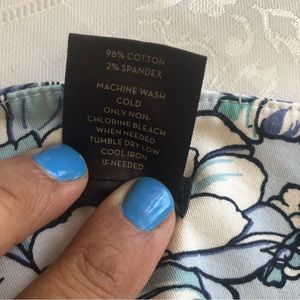 98% COTTON
2% SPANDEX
MACHINE WASH
COLD
ONLY NON-
CHLORINE BLEACH
WHEN NEEDED
TUMBLE DRY LOW
COOL IRON
IF NEEDED